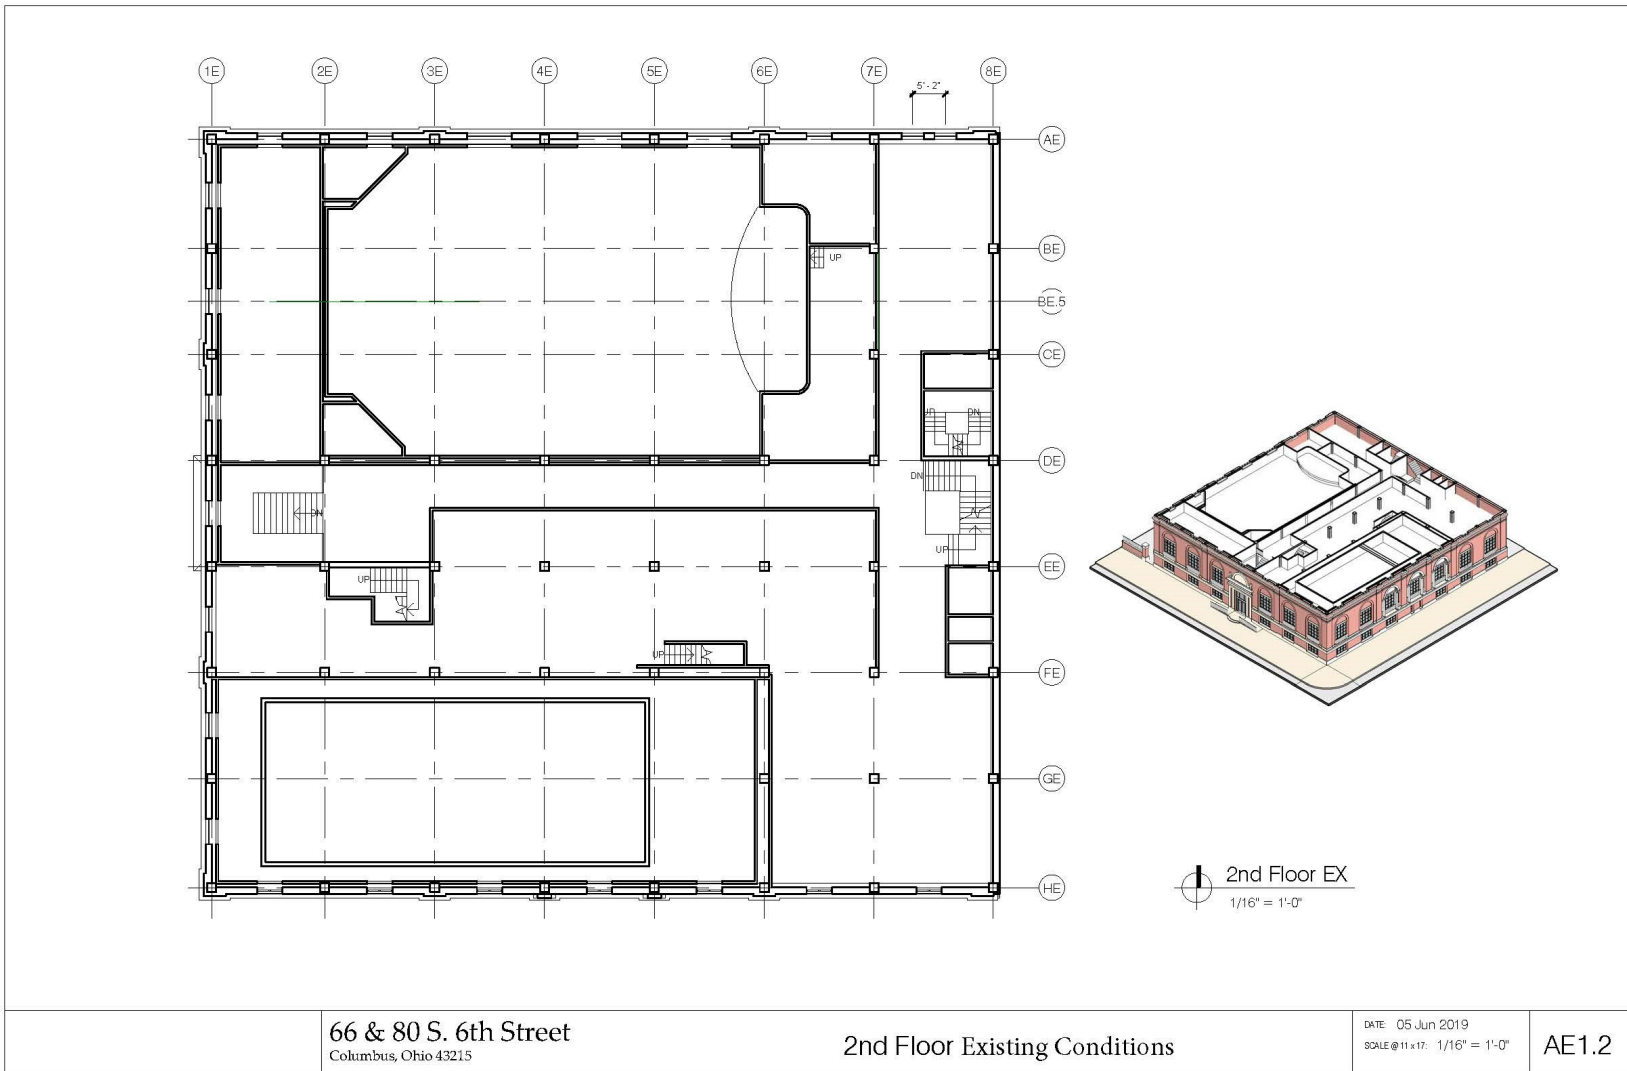 1E 2E 3E 4E 5E 6E 7E 8E
5' - 2"
AE
BE
UP
BE.5
CE
UP DN
DE
DN
DN
UP
EE
UP
UP
FE
GE
HE
2nd Floor EX
1/16" = 1'-0"
66 & 80 S. 6th Street
Columbus, Ohio 43215
2nd Floor Existing Conditions
DATE: 05 Jun 2019
SCALE @ 11 x 17: 1/16" = 1'-0"
AE1.2